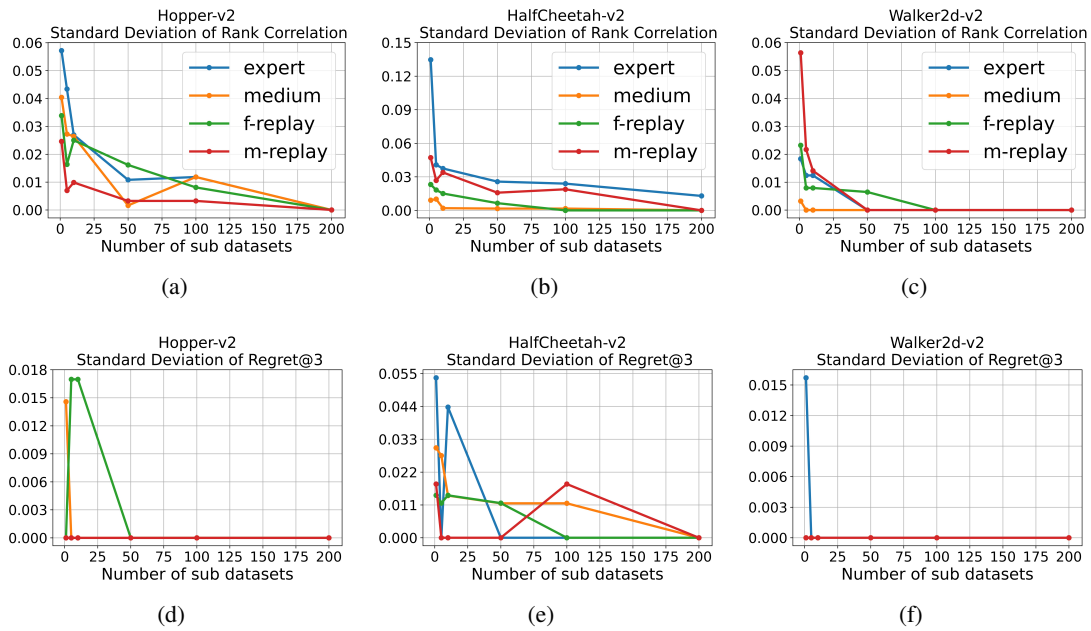 Hopper-v2
Standard Deviation of Rank Correlation
0.06
0.05
0.04
0.03
0.02
0.01
0.00
expert
medium
f-replay
m-replay
0 25 50 75 100 125 150 175 200
Number of sub datasets
(a)
HalfCheetah-v2
Standard Deviation of Rank Correlation
0.15
0.12
0.09
0.06
0.03
0.00
expert
medium
f-replay
m-replay
0 25 50 75 100 125 150 175 200
Number of sub datasets
(b)
Walker2d-v2
Standard Deviation of Rank Correlation
0.06
0.05
0.04
0.03
0.02
0.01
0.00
expert
medium
f-replay
m-replay
0 25 50 75 100 125 150 175 200
Number of sub datasets
(c)
Hopper-v2
Standard Deviation of Regret@3
0.018
0.015
0.012
0.009
0.006
0.003
0.000
0 25 50 75 100 125 150 175 200
Number of sub datasets
(d)
HalfCheetah-v2
Standard Deviation of Regret@3
0.055
0.044
0.033
0.022
0.011
0.000
0 25 50 75 100 125 150 175 200
Number of sub datasets
(e)
Walker2d-v2
Standard Deviation of Regret@3
0.015
0.012
0.009
0.006
0.003
0.000
0 25 50 75 100 125 150 175 200
Number of sub datasets
(f)